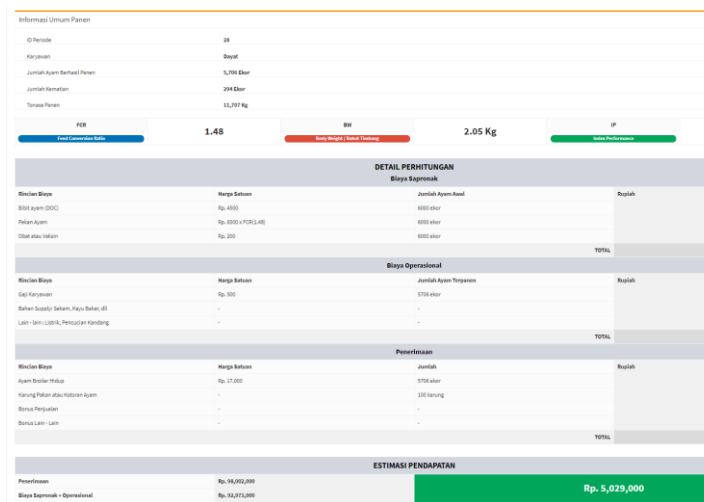 Informasi Umum Panen
ID Periode 28
Karyawan Dayat
Jumlah Ayam Berhasil Panen 5,706 Ekor
Jumlah Kematian 294 Ekor
Tonase Panen 11,707 Kg
FCR
Feed Conversion Ratio
1.48
BW
Body Weight / Bobot Timbang
2.05 Kg
IP
Index Performance
DETAIL PERHITUNGAN
Biaya Sapronak
Rincian Biaya Harga Satuan Jumlah Ayam Awal Rupiah
Bibit ayam (DOC) Rp. 4500 6000 ekor
Pakan Ayam Rp. 8500 x FCR(1.48) 6000 ekor
Obat atau Vaksin Rp. 200 6000 ekor
TOTAL
Biaya Operasional
Rincian Biaya Harga Satuan Jumlah Ayam Terpanen Rupiah
Gaji Karyawan Rp. 500 5706 ekor
Bahan Supply: Sekam, Kayu Bakar, dll - -
Lain - lain : Listrik, Pencucian Kandang - -
TOTAL
Penerimaan
Rincian Biaya Harga Satuan Jumlah Rupiah
Ayam Broiler Hidup Rp. 17,000 5706 ekor
Karung Pakan atau Kotoran Ayam - 100 karung
Bonus Penjualan - -
Bonus Lain - Lain - -
TOTAL
ESTIMASI PENDAPATAN
Penerimaan Rp. 98,002,000
Biaya Sapronak + Operasional Rp. 92,973,000
Rp. 5,029,000